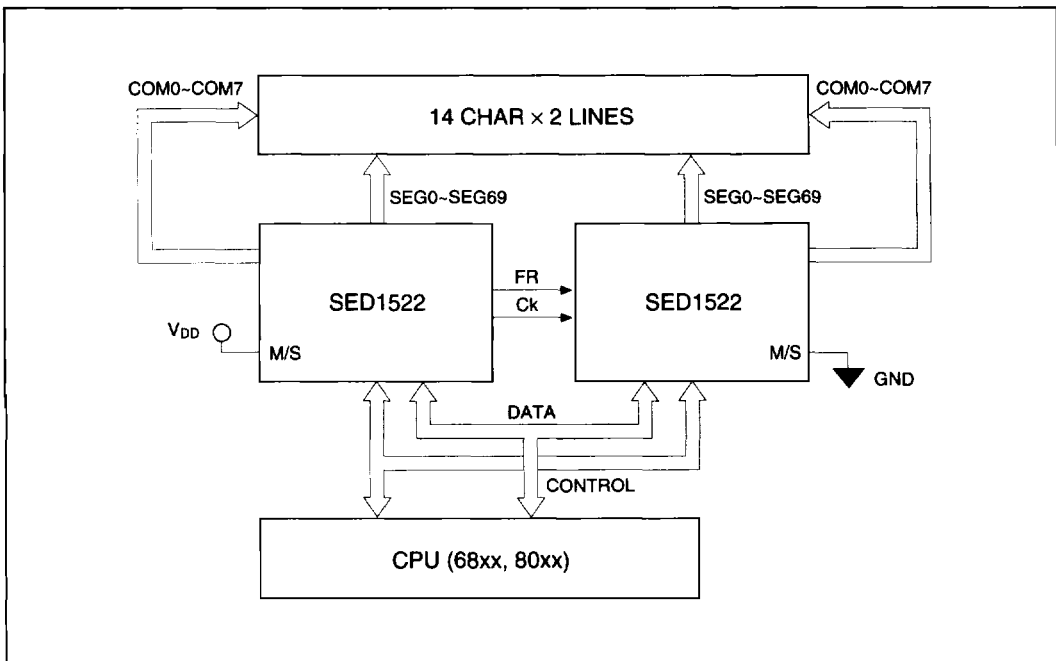 COM0~COM7
COM0~COM7
14 CHAR × 2 LINES
SEG0~SEG69
SEG0~SEG69
SED1522
FR
Ck
SED1522
VDD
M/S
M/S
GND
DATA
CONTROL
CPU (68xx, 80xx)